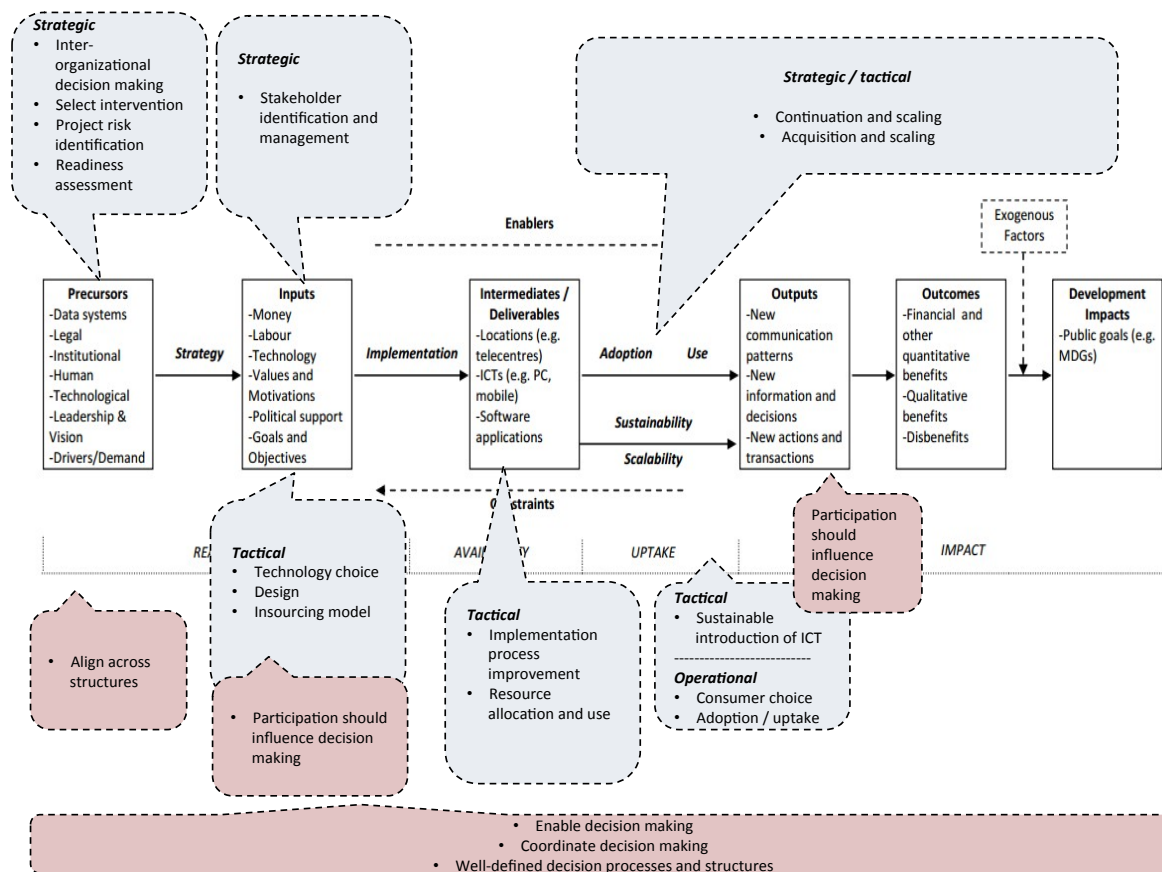 Strategic
• Inter-
organizational
decision making
• Select intervention
• Project risk
identification
• Readiness
assessment
Strategic
• Stakeholder
identification and
management
Strategic / tactical
• Continuation and scaling
• Acquisition and scaling
Enablers
Exogenous
Factors
Precursors
-Data systems
-Legal
-Institutional
-Human
-Technological
-Leadership &
Vision
-Drivers/Demand
Strategy
Inputs
-Money
-Labour
-Technology
-Values and
Motivations
-Political support
-Goals and
Objectives
Implementation
Intermediates /
Deliverables
-Locations (e.g.
telecentres)
-ICTs (e.g. PC,
mobile)
-Software
applications
Adoption Use
Sustainability
Scalability
Outputs
-New
communication
patterns
-New
information and
decisions
-New actions and
transactions
Outcomes
-Financial and
other
quantitative
benefits
-Qualitative
benefits
-Disbenefits
Development
Impacts
-Public goals (e.g.
MDGs)
UPTAKE
IMPACT
• Align across
structures
Tactical
• Technology choice
• Design
• Insourcing model
• Participation should
influence decision
making
Tactical
• Implementation
process
improvement
• Resource
allocation and use
Tactical
• Sustainable
introduction of ICT
-----------------------------
Operational
• Consumer choice
• Adoption / uptake
Participation
should
influence
decision
making
• Enable decision making
• Coordinate decision making
• Well-defined decision processes and structures